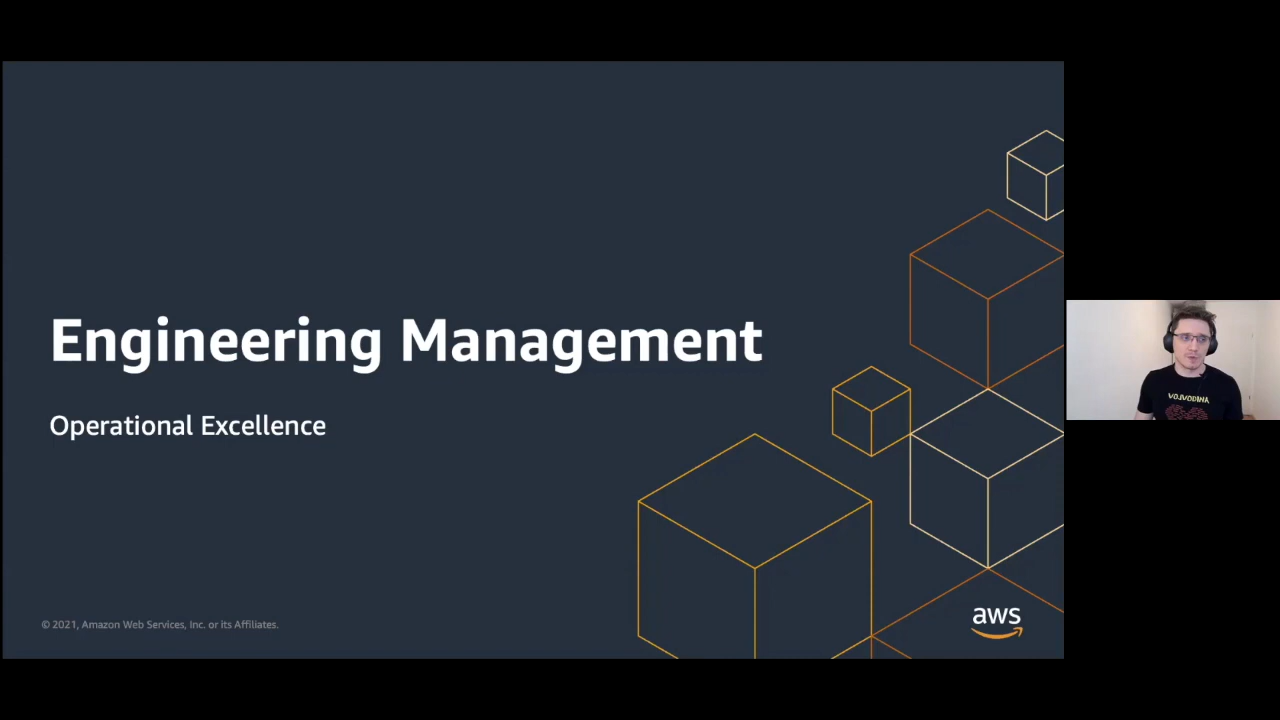 Engineering Management
Operational Excellence
© 2021, Amazon Web Services, Inc. or its Affiliates.
aws
VOJVODINA